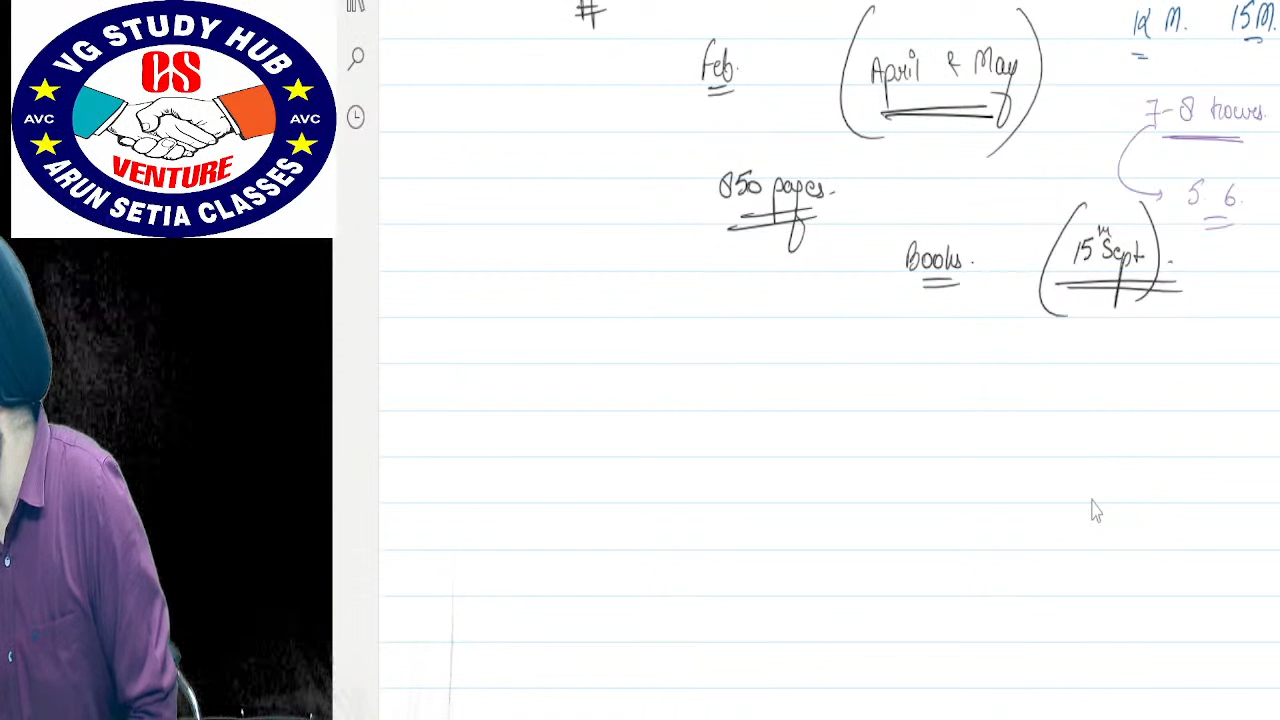 VG STUDY HUB
CS
AVC
AVC
VENTURE
ARUN SETIA CLASSES
#
12 M. 15 M.
Feb.
(April & May)
7-8 hours.
850 pages.
5. 6.
Books.
(15th Sept).